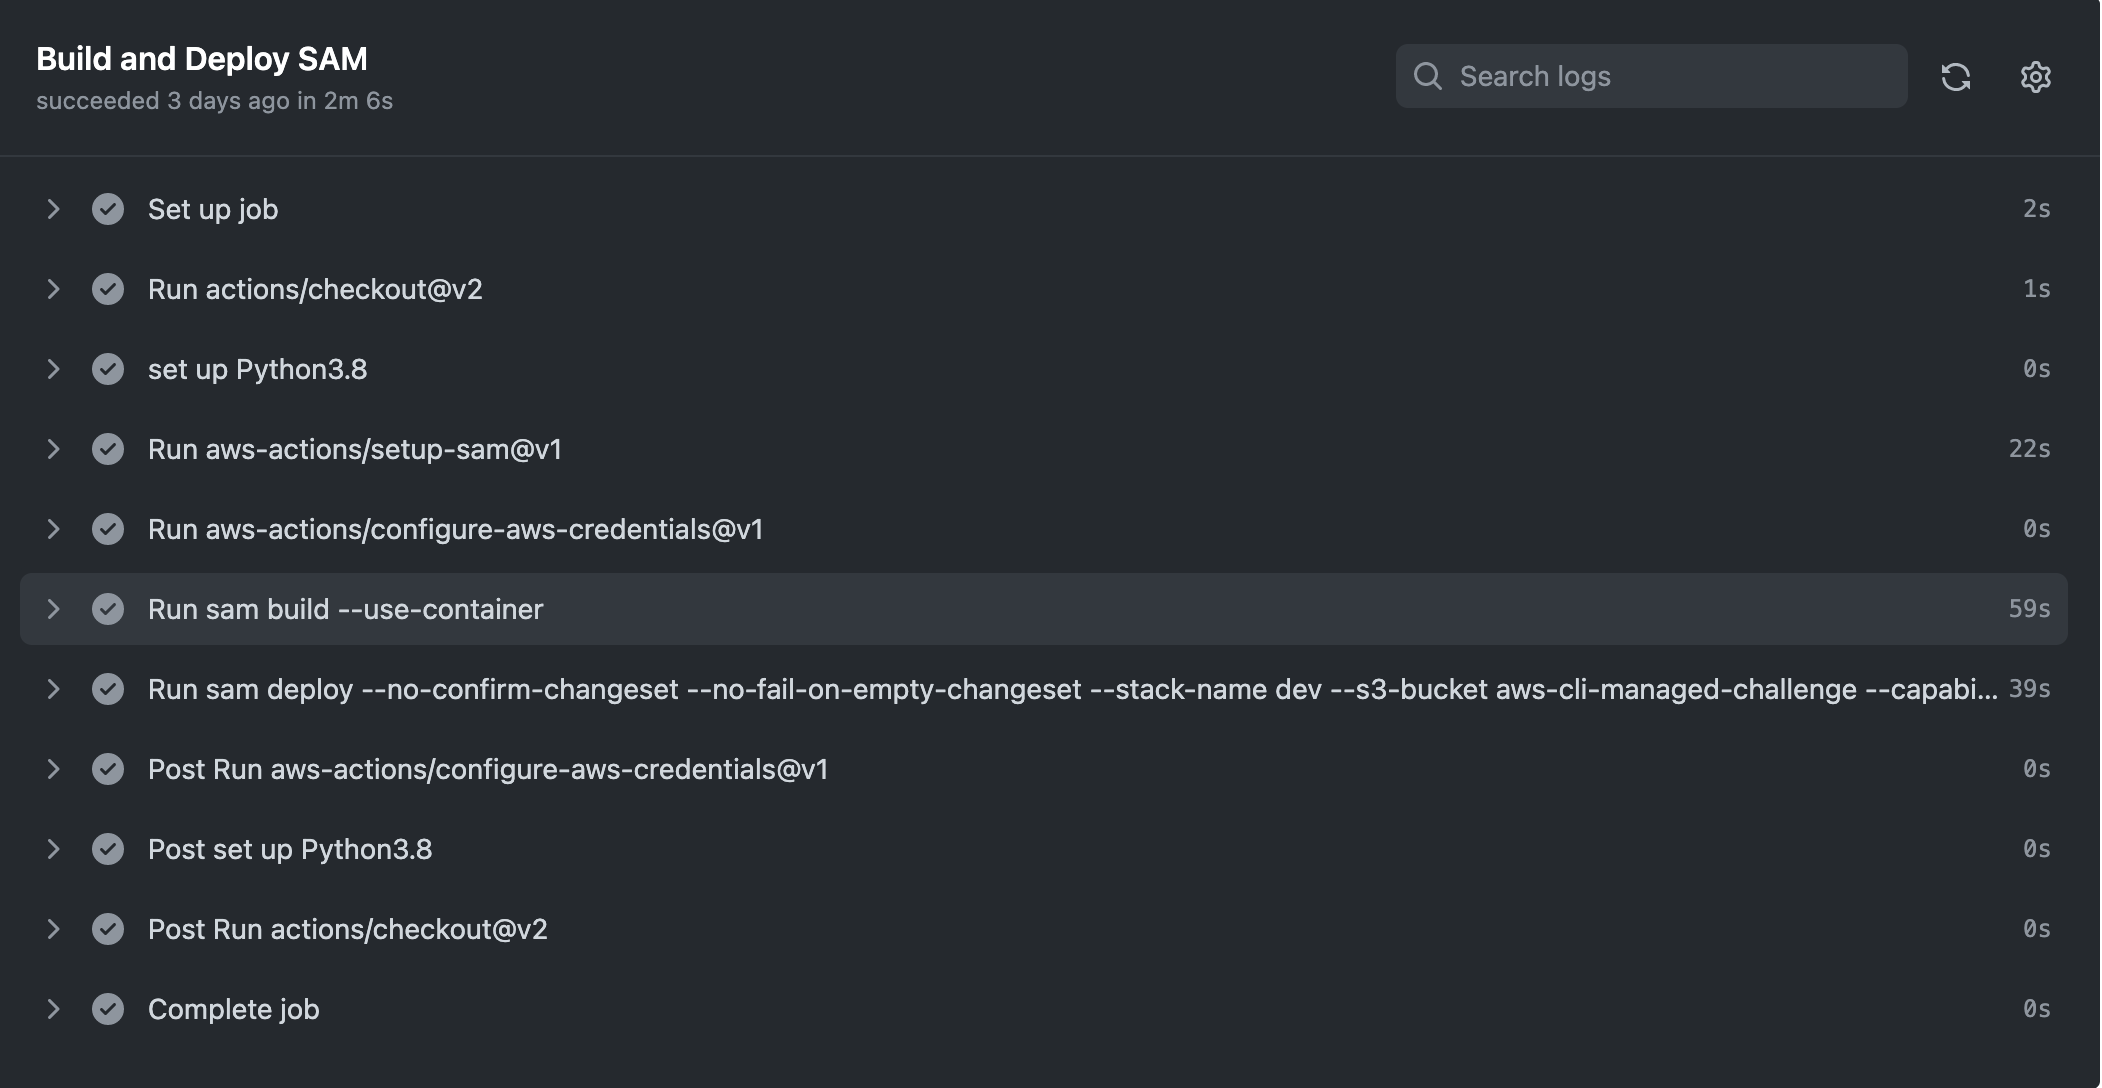 Build and Deploy SAM
succeeded 3 days ago in 2m 6s
Search logs
Set up job 2s
Run actions/checkout@v2 1s
set up Python3.8 0s
Run aws-actions/setup-sam@v1 22s
Run aws-actions/configure-aws-credentials@v1 0s
Run sam build --use-container 59s
Run sam deploy --no-confirm-changeset --no-fail-on-empty-changeset --stack-name dev --s3-bucket aws-cli-managed-challenge --capabi... 39s
Post Run aws-actions/configure-aws-credentials@v1 0s
Post set up Python3.8 0s
Post Run actions/checkout@v2 0s
Complete job 0s